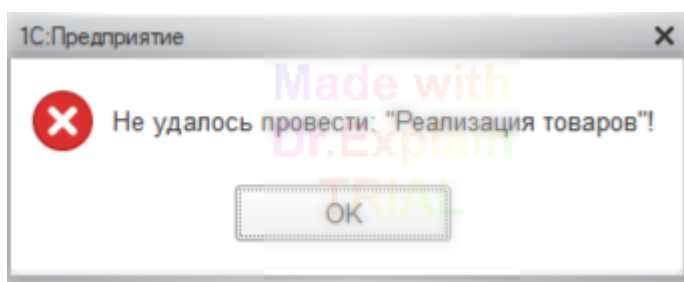 1С:Предприятие
Made with
Не удалось провести: "Реализация товаров"!
Dr.Explain
TRIAL
OK